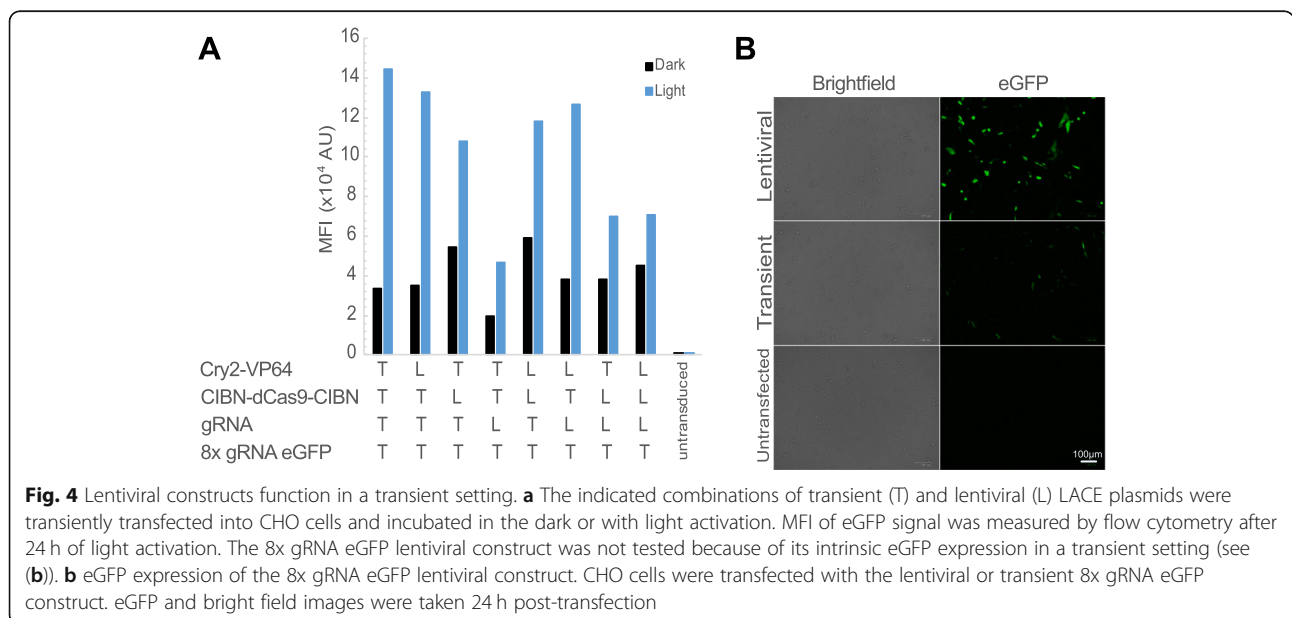 A
B
16
14
12
10
8
6
4
2
0
MFI (x10⁴ AU)
Dark
Light
Cry2-VP64 T L T T L L T L
CIBN-dCas9-CIBN T T L T L T L L
gRNA T T T L T L L L
8x gRNA eGFP T T T T T T T T
untransduced
Brightfield eGFP
Lentiviral
Transient
Untransfected
100µm
Fig. 4 Lentiviral constructs function in a transient setting. a The indicated combinations of transient (T) and lentiviral (L) LACE plasmids were
transiently transfected into CHO cells and incubated in the dark or with light activation. MFI of eGFP signal was measured by flow cytometry after
24 h of light activation. The 8x gRNA eGFP lentiviral construct was not tested because of its intrinsic eGFP expression in a transient setting (see
(b)). b eGFP expression of the 8x gRNA eGFP lentiviral construct. CHO cells were transfected with the lentiviral or transient 8x gRNA eGFP
construct. eGFP and bright field images were taken 24 h post-transfection